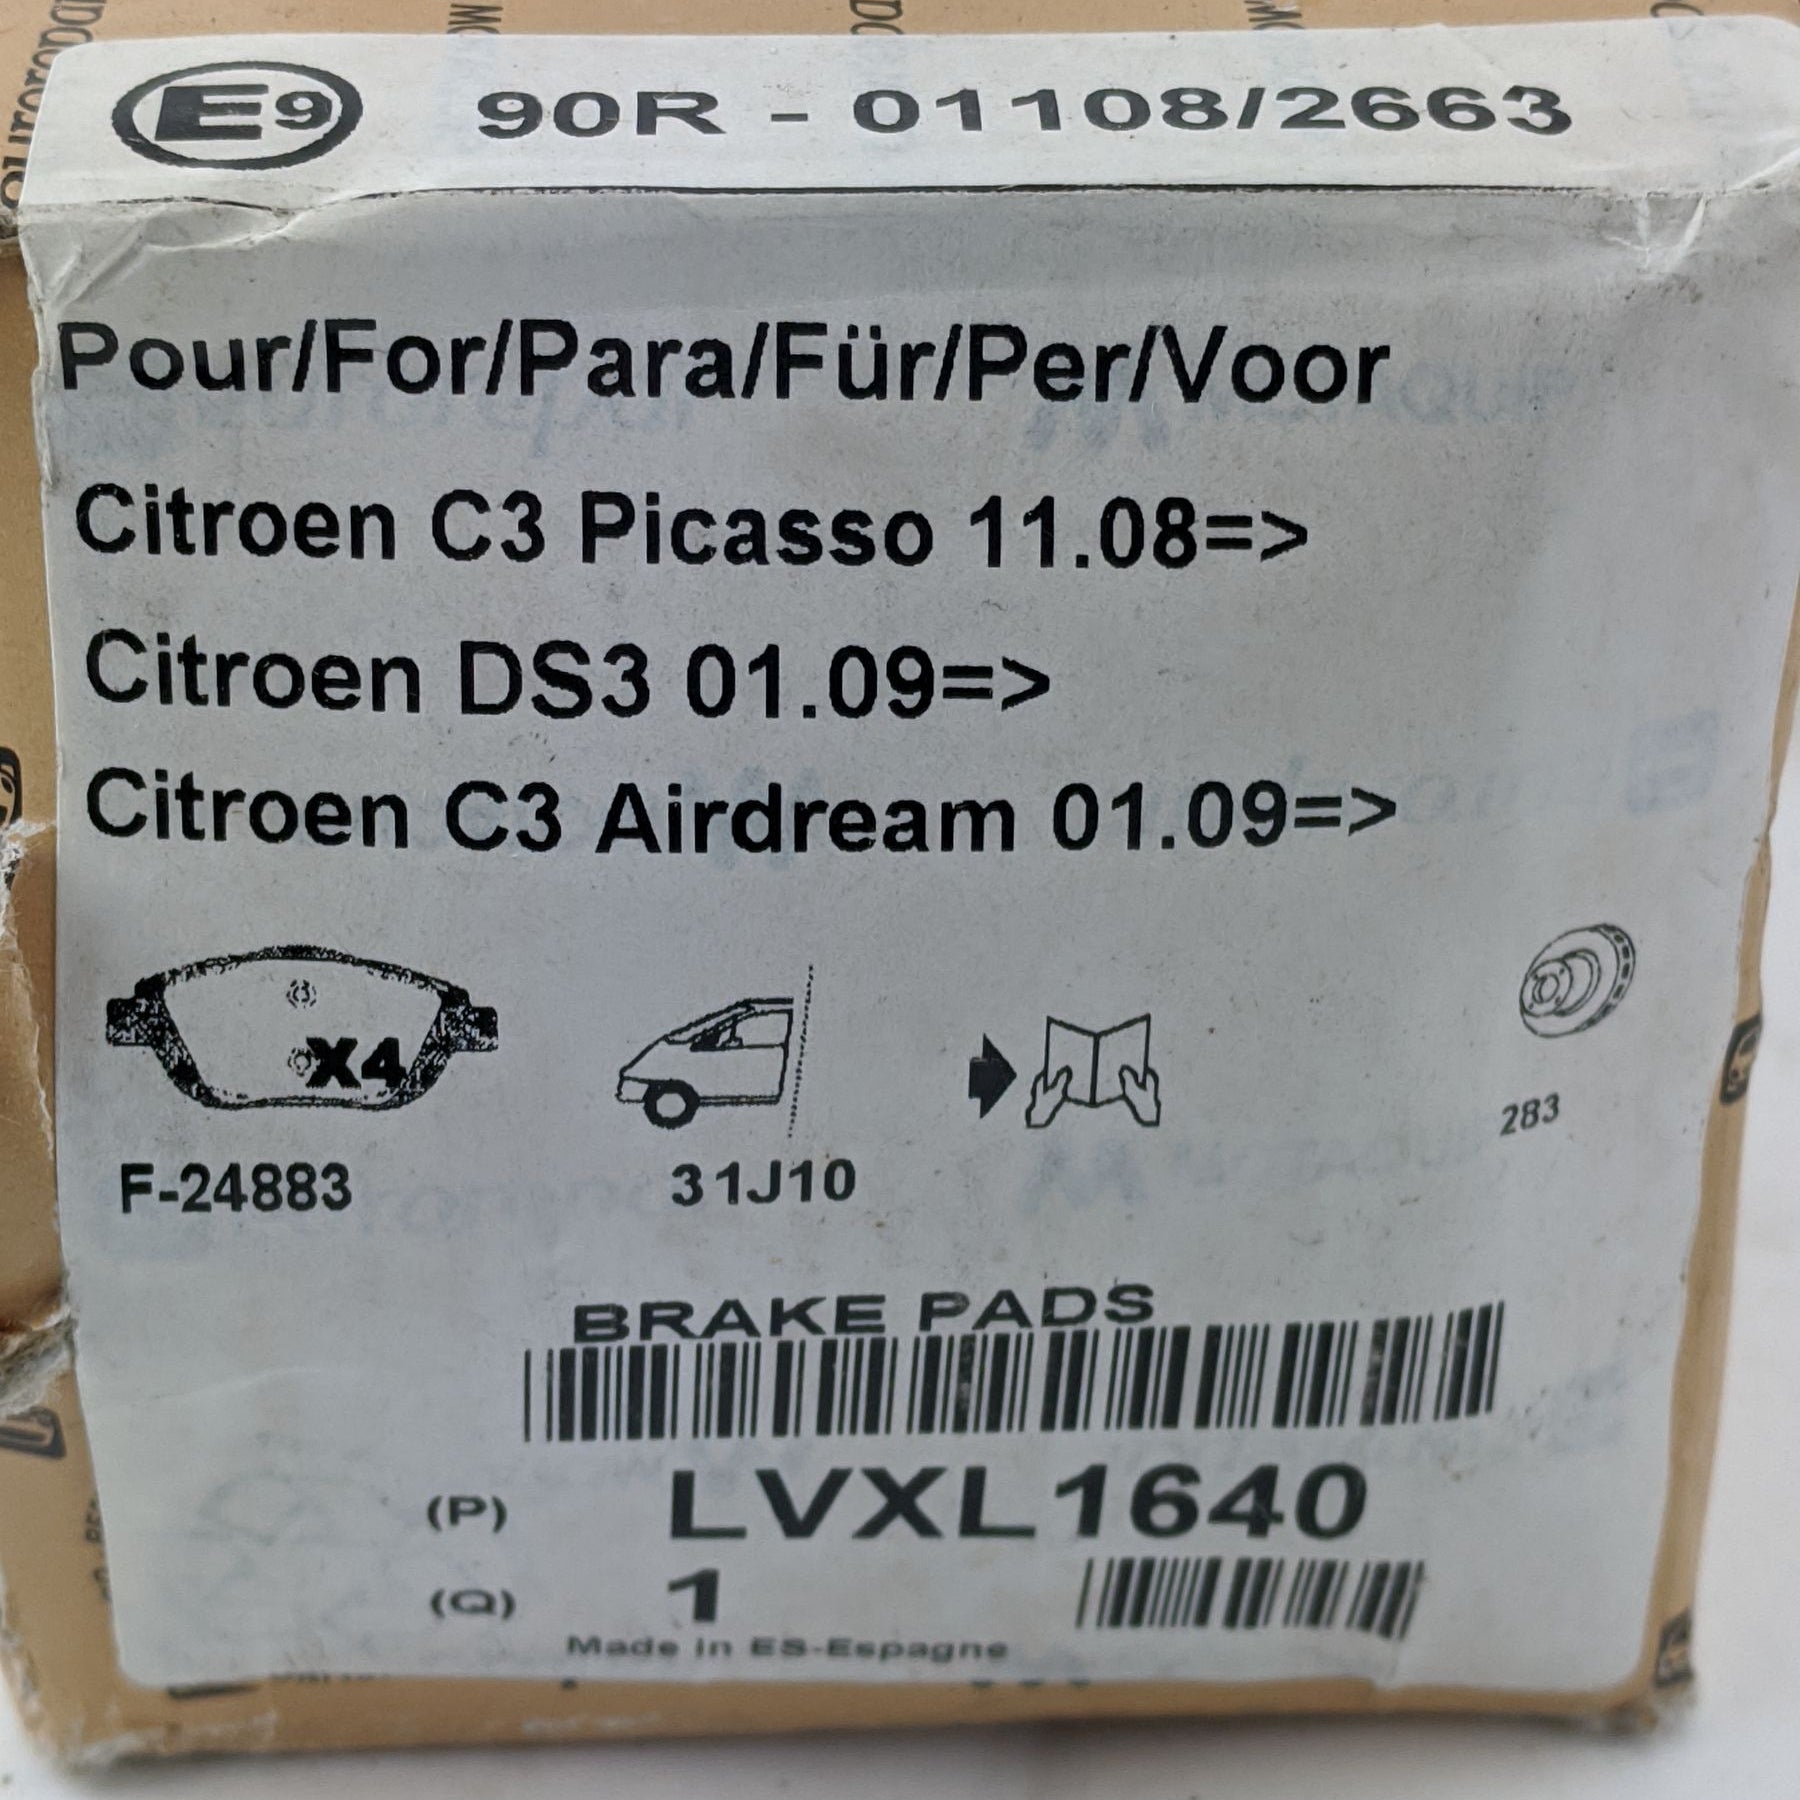 E9 90R - 01108/2663
Pour/For/Para/Für/Per/Voor
Citroen C3 Picasso 11.08=>
Citroen DS3 01.09=>
Citroen C3 Airdream 01.09=>
X4
283
F-24883 31J10
BRAKE PADS
(P) LVXL1640
(Q) 1
Made in ES-Espagne